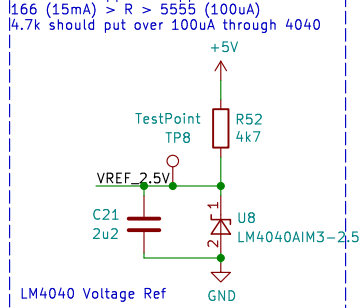 166 (15mA) > R > 5555 (100uA)
4.7k should put over 100uA through 4040
+5V
TestPoint
TP8
R52
4k7
VREF_2.5V
C21
2u2
1
2
U8
LM4040AIM3-2.5
LM4040 Voltage Ref
GND